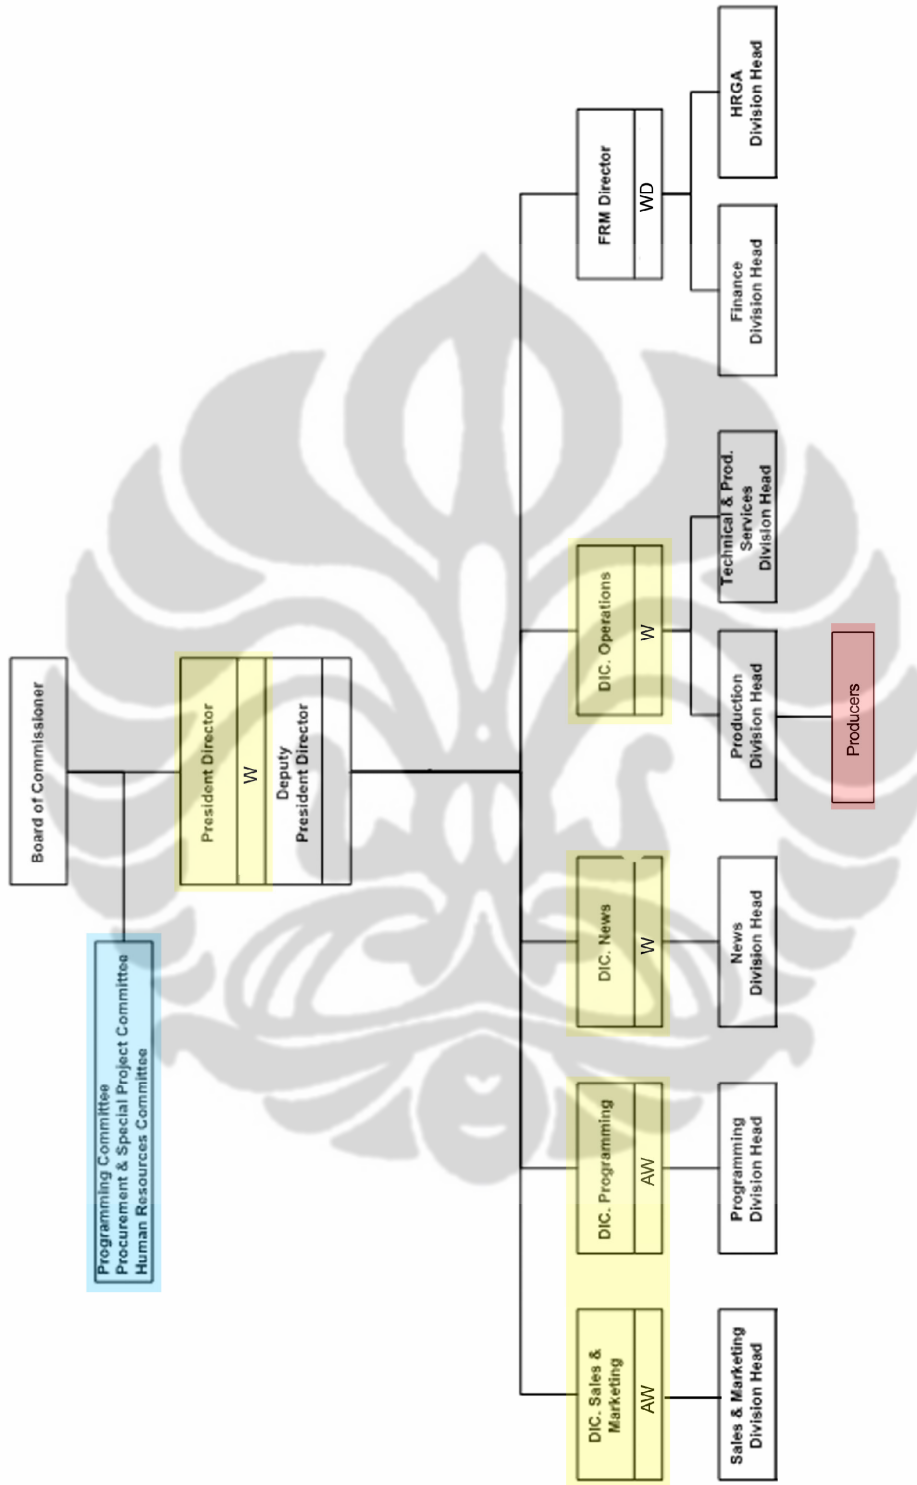 Board of Commissioner
Programming Committee
Procurement & Special Project Committee
Human Resources Committee
President Director
W
Deputy
President Director
DIC. Sales &
Marketing
AW
DIC. Programming
AW
DIC. News
W
DIC. Operations
W
FRM Director
WD
Sales & Marketing
Division Head
Programming
Division Head
News
Division Head
Production
Division Head
Technical & Prod.
Services
Division Head
Finance
Division Head
HRGA
Division Head
Producers